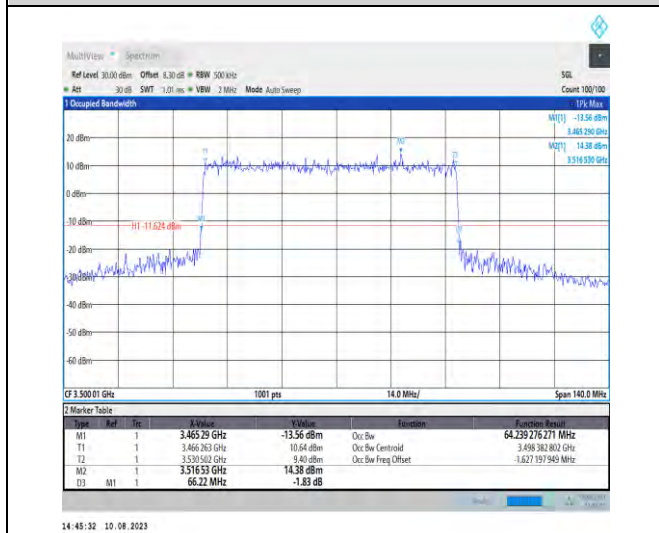 MultiView Spectrum
Ref Level 30.00 dBm Offset 8.30 dB RBW 500 kHz SGL
Att 30 dB SWT 1.01 ms VBW 2 MHz Mode Auto Sweep Count 100/100
1 Occupied Bandwidth 1Pk Max
M1[1] -13.56 dBm
3.465 290 GHz
M2[1] 14.38 dBm
3.516 530 GHz
20 dBm
T1 M2 T2
10 dBm
0 dBm
-10 dBm
M1
H1 -11.624 dBm
-20 dBm
-30 dBm
-40 dBm
-50 dBm
-60 dBm
CF 3.500 01 GHz 1001 pts 14.0 MHz/ Span 140.0 MHz
2 Marker Table
Type Ref Trc X-Value Y-Value Function Function Result
M1 1 3.465 29 GHz -13.56 dBm Occ Bw 64.239 276 271 MHz
T1 1 3.466 263 GHz 10.64 dBm Occ Bw Centroid 3.498 382 802 GHz
T2 1 3.530 502 GHz 9.40 dBm Occ Bw Freq Offset -1.627 197 949 MHz
M2 1 3.516 53 GHz 14.38 dBm
D3 M1 1 66.22 MHz -1.83 dB
14:45:32 10.08.2023